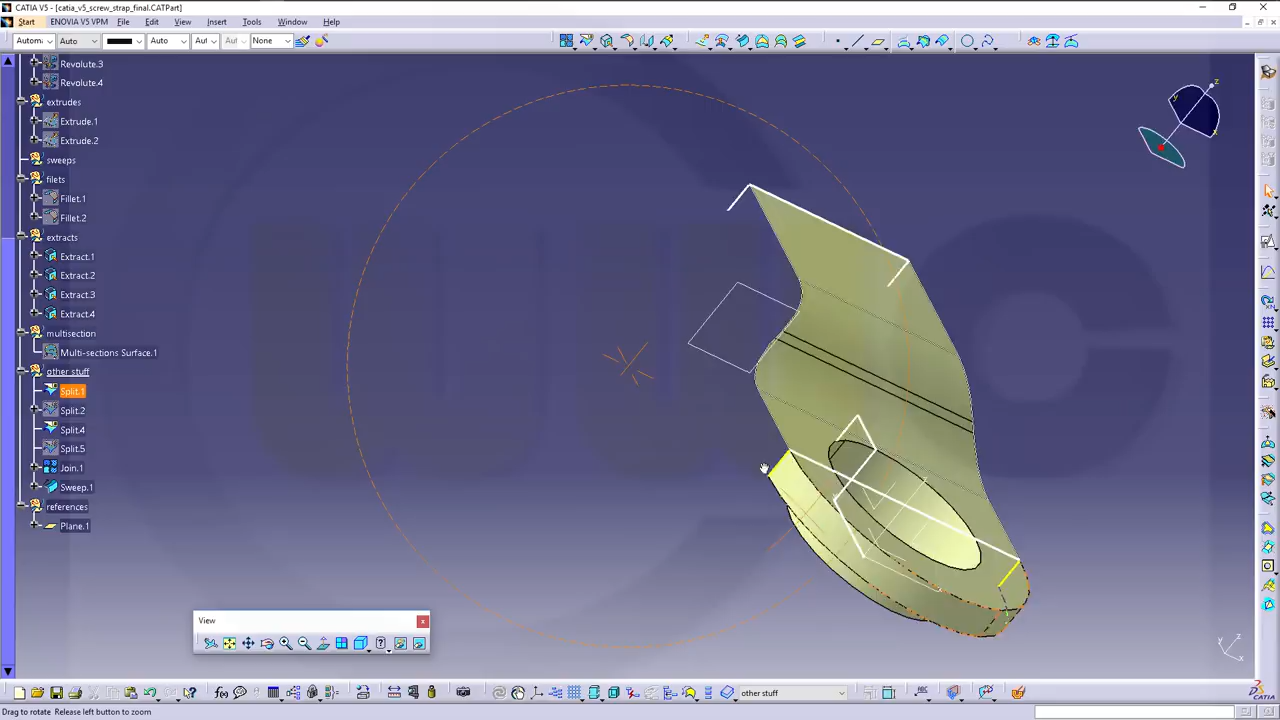 CATIA V5 - [catia_v5_screw_strap_final.CATPart]
Start ENOVIA V5 VPM File Edit View Insert Tools Window Help
Autom Auto Auto Aut Aut None
Revolute.3
Revolute.4
extrudes
Extrude.1
Extrude.2
sweeps
filets
Fillet.1
Fillet.2
extracts
Extract.1
Extract.2
Extract.3
Extract.4
multisection
Multi-sections Surface.1
other stuff
Split.1
Split.2
Split.4
Split.5
Join.1
Sweep.1
references
Plane.1
z
y
x
View
z
y
x
f(x)
other stuff
CATIA
Drag to rotate. Release left button to zoom